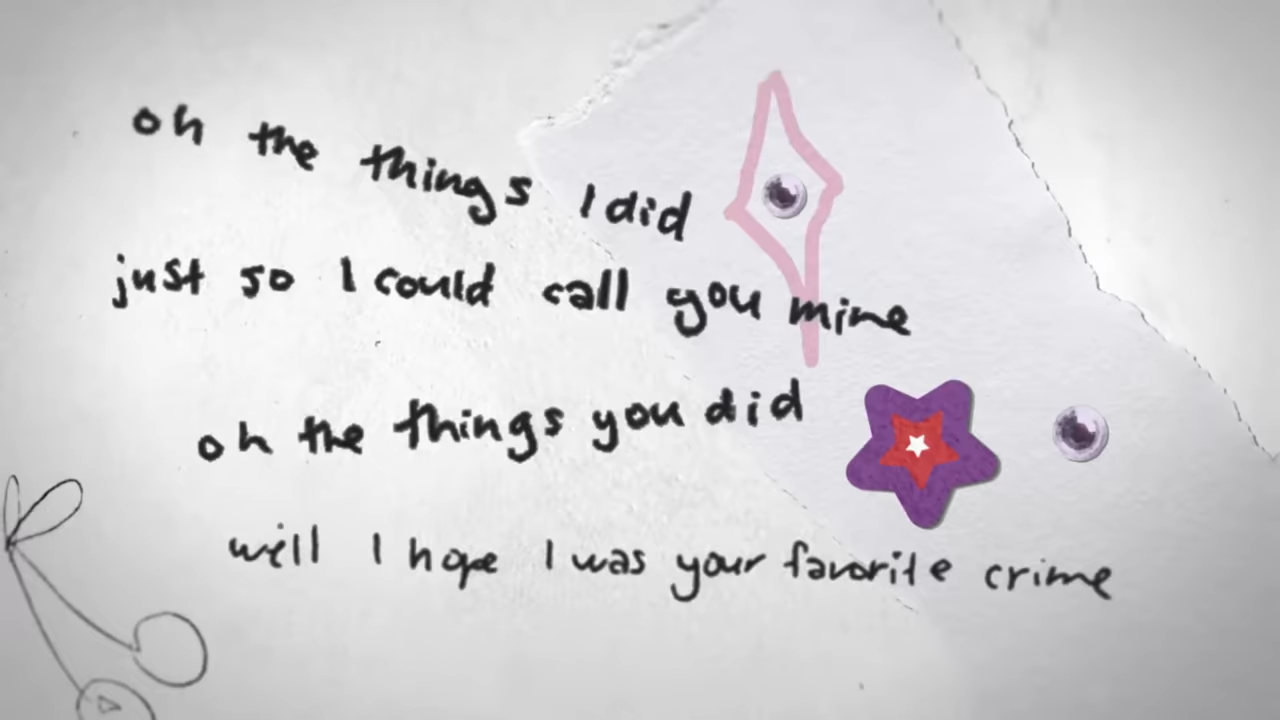 oh the things I did
just so I could call you mine
oh the things you did
well I hope I was your favorite crime